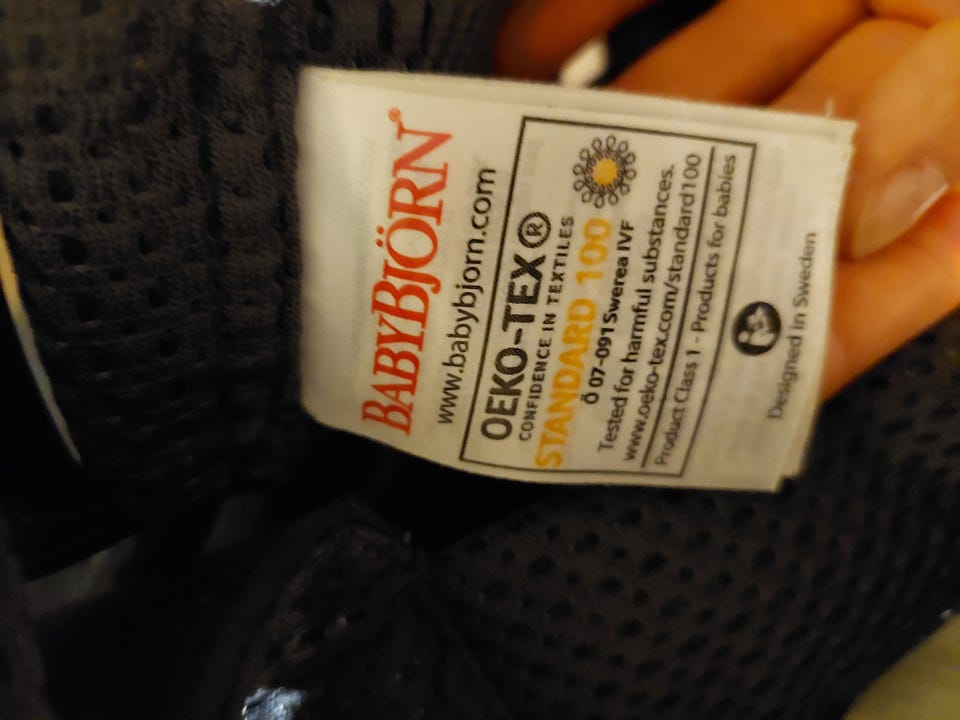 BABYBJÖRN®
www.babybjorn.com
OEKO-TEX®
CONFIDENCE IN TEXTILES
STANDARD 100
Ö 07-091 Swerea IVF
Tested for harmful substances.
www.oeko-tex.com/standard100
Product Class 1 - Products for babies
Designed in Sweden